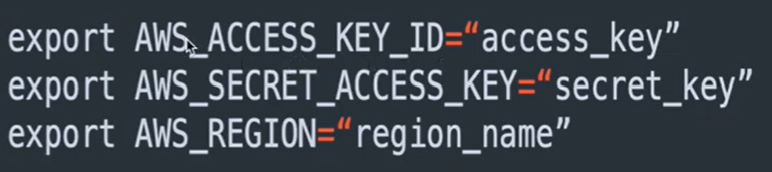 export AWS_ACCESS_KEY_ID=“access_key”
export AWS_SECRET_ACCESS_KEY=“secret_key”
export AWS_REGION=“region_name”